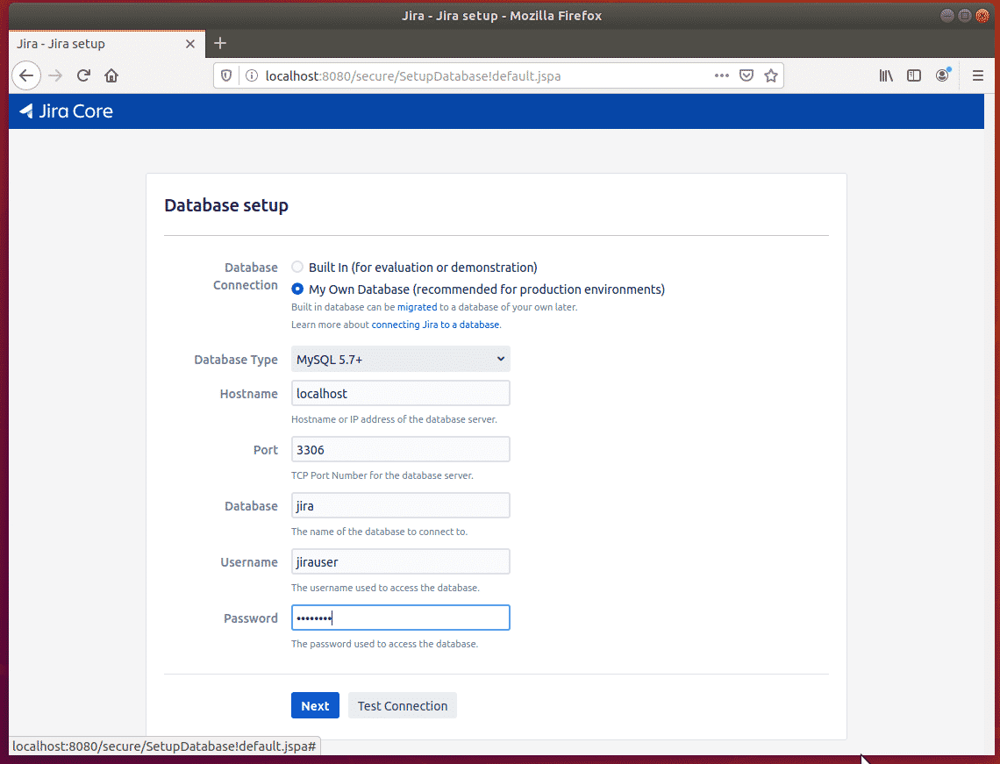 Jira - Jira setup - Mozilla Firefox
Jira - Jira setup
localhost:8080/secure/SetupDatabase!default.jspa
Jira Core
Database setup
Database Connection
Built In (for evaluation or demonstration)
My Own Database (recommended for production environments)
Built in database can be migrated to a database of your own later.
Learn more about connecting Jira to a database.
Database Type
MySQL 5.7+
Hostname
localhost
Hostname or IP address of the database server.
Port
3306
TCP Port Number for the database server.
Database
jira
The name of the database to connect to.
Username
jirauser
The username used to access the database.
Password
••••••••
The password used to access the database.
Next
Test Connection
localhost:8080/secure/SetupDatabase!default.jspa#